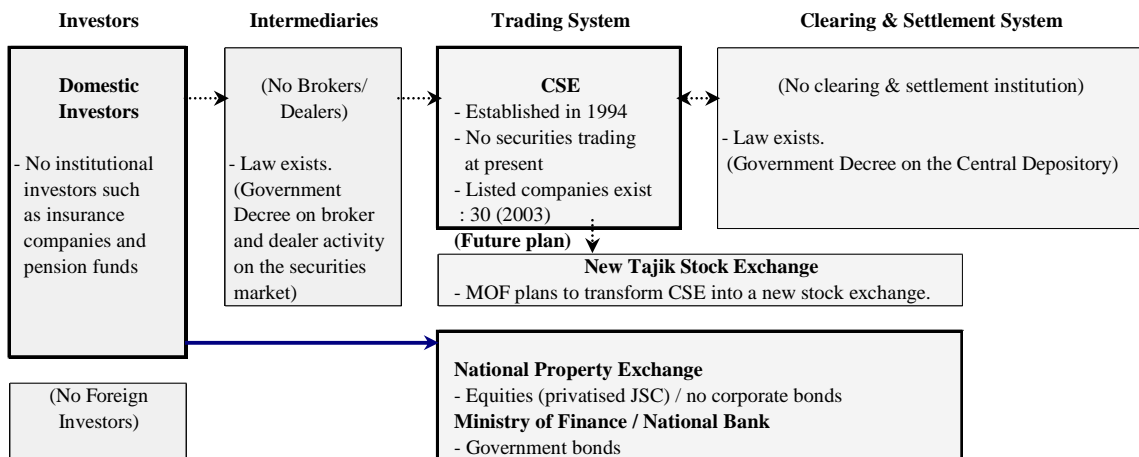 Investors
Intermediaries
Trading System
Clearing & Settlement System
Domestic
Investors
- No institutional
investors such
as insurance
companies and
pension funds
(No Brokers/
Dealers)
- Law exists.
(Government
Decree on broker
and dealer activity
on the securities
market)
CSE
- Established in 1994
- No securities trading
at present
- Listed companies exist
: 30 (2003)
(Future plan)
(No clearing & settlement institution)
- Law exists.
(Government Decree on the Central Depository)
New Tajik Stock Exchange
- MOF plans to transform CSE into a new stock exchange.
(No Foreign
Investors)
National Property Exchange
- Equities (privatised JSC) / no corporate bonds
Ministry of Finance / National Bank
- Government bonds